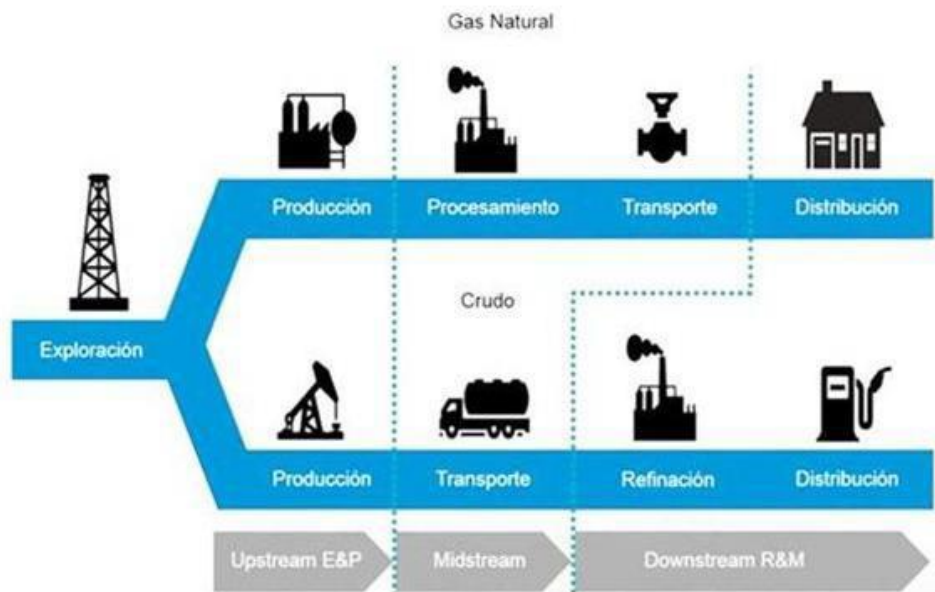 Gas Natural
Producción
Procesamiento
Transporte
Distribución
Crudo
Exploración
Producción
Transporte
Refinación
Distribución
Upstream E&P
Midstream
Downstream R&M